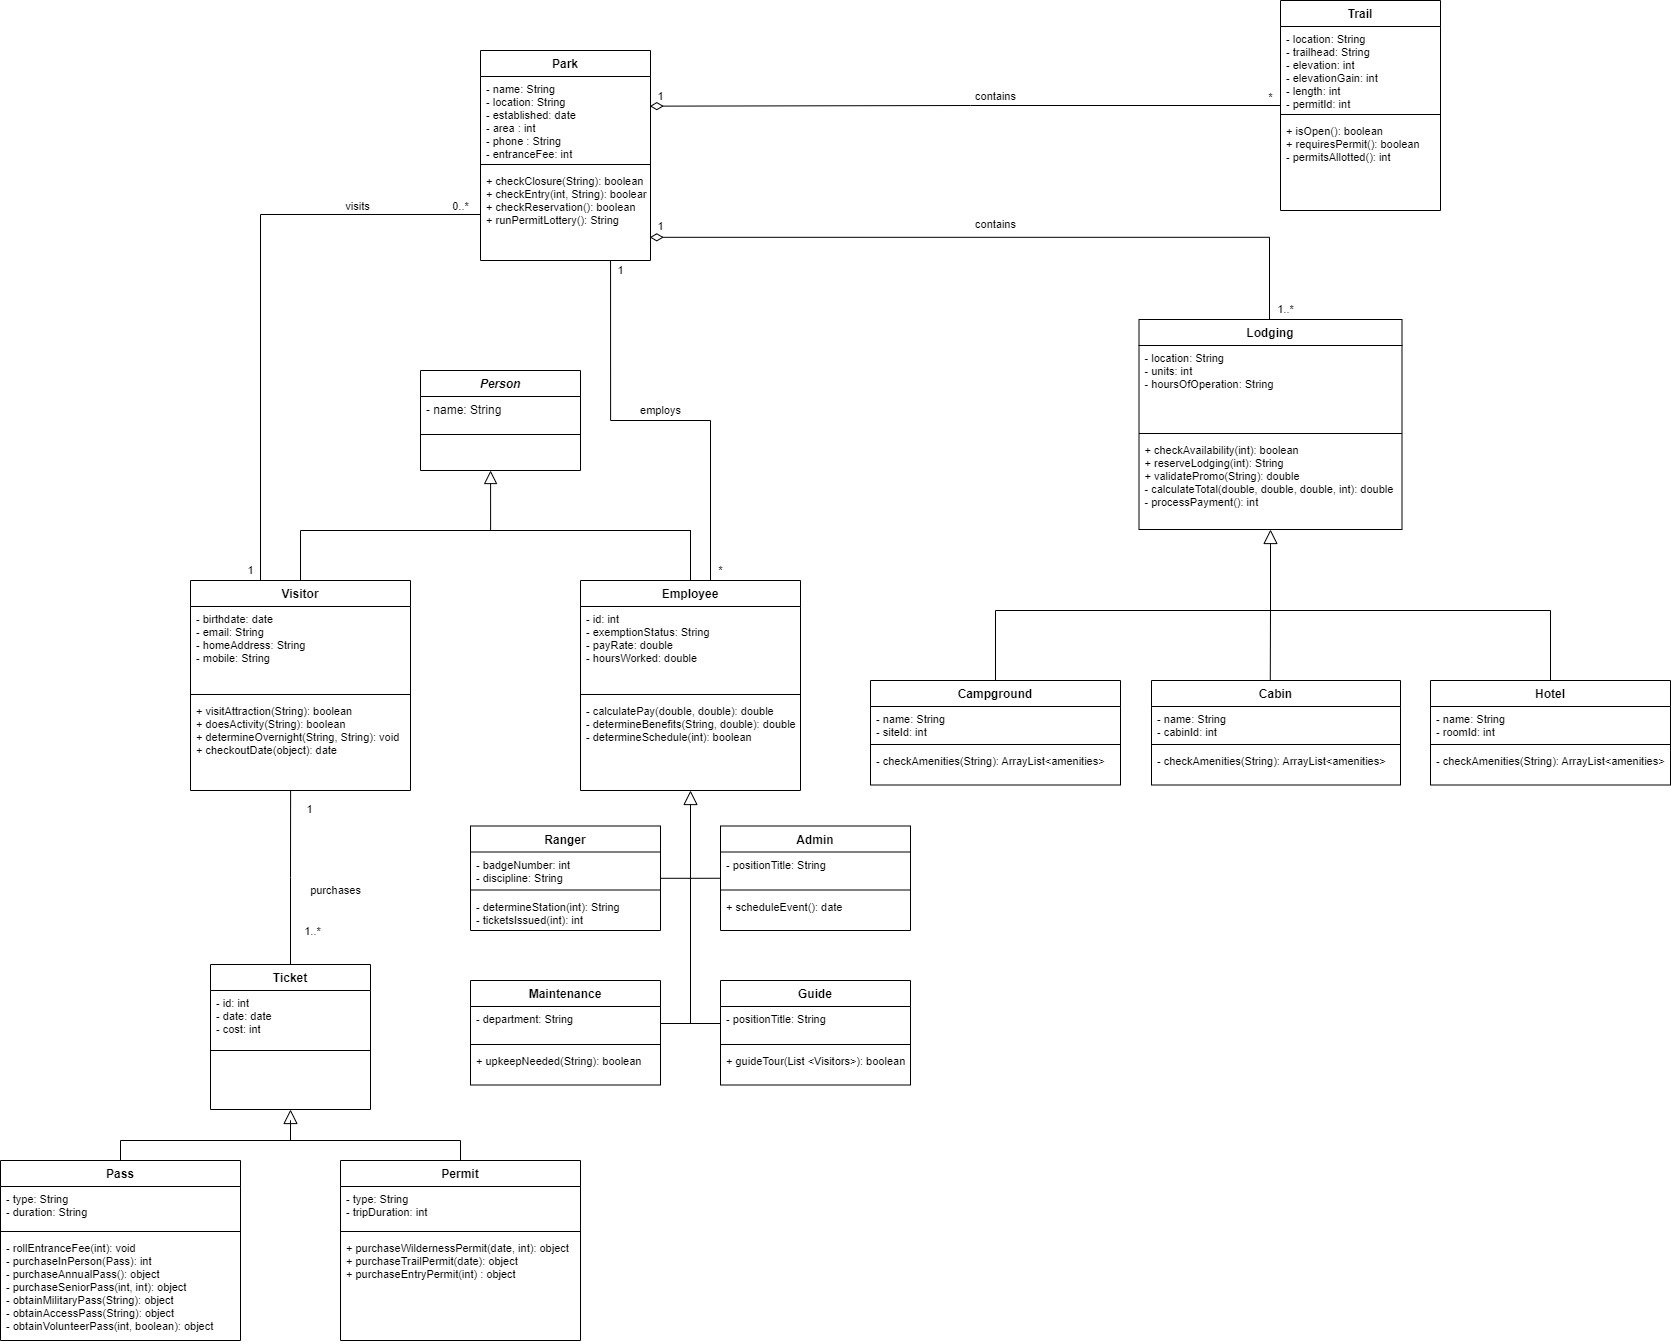 Trail
- location: String
- trailhead: String
- elevation: int
- elevationGain: int
- length: int
- permitId: int
+ isOpen(): boolean
+ requiresPermit(): boolean
- permitsAllotted(): int
Park
- name: String
- location: String
- established: date
- area : int
- phone : String
- entranceFee: int
+ checkClosure(String): boolean
+ checkEntry(int, String): boolear
+ checkReservation(): boolean
+ runPermitLottery(): String
1
contains
*
visits
0..*
1
contains
1..*
1
employs
Lodging
- location: String
- units: int
- hoursOfOperation: String
+ checkAvailability(int): boolean
+ reserveLodging(int): String
+ validatePromo(String): double
- calculateTotal(double, double, double, int): double
- processPayment(): int
Person
- name: String
1
*
Visitor
- birthdate: date
- email: String
- homeAddress: String
- mobile: String
+ visitAttraction(String): boolean
+ doesActivity(String): boolean
+ determineOvernight(String, String): void
+ checkoutDate(object): date
Employee
- id: int
- exemptionStatus: String
- payRate: double
- hoursWorked: double
- calculatePay(double, double): double
- determineBenefits(String, double): double
- determineSchedule(int): boolean
Campground
- name: String
- siteId: int
- checkAmenities(String): ArrayList<amenities>
Cabin
- name: String
- cabinId: int
- checkAmenities(String): ArrayList<amenities>
Hotel
- name: String
- roomId: int
- checkAmenities(String): ArrayList<amenities>
1
purchases
1..*
Ranger
- badgeNumber: int
- discipline: String
- determineStation(int): String
- ticketsIssued(int): int
Admin
- positionTitle: String
+ scheduleEvent(): date
Maintenance
- department: String
+ upkeepNeeded(String): boolean
Guide
- positionTitle: String
+ guideTour(List <Visitors>): boolean
Ticket
- id: int
- date: date
- cost: int
Pass
- type: String
- duration: String
- rollEntranceFee(int): void
- purchaseInPerson(Pass): int
- purchaseAnnualPass(): object
- purchaseSeniorPass(int, int): object
- obtainMilitaryPass(String): object
- obtainAccessPass(String): object
- obtainVolunteerPass(int, boolean): object
Permit
- type: String
- tripDuration: int
+ purchaseWildernessPermit(date, int): object
+ purchaseTrailPermit(date): object
+ purchaseEntryPermit(int) : object